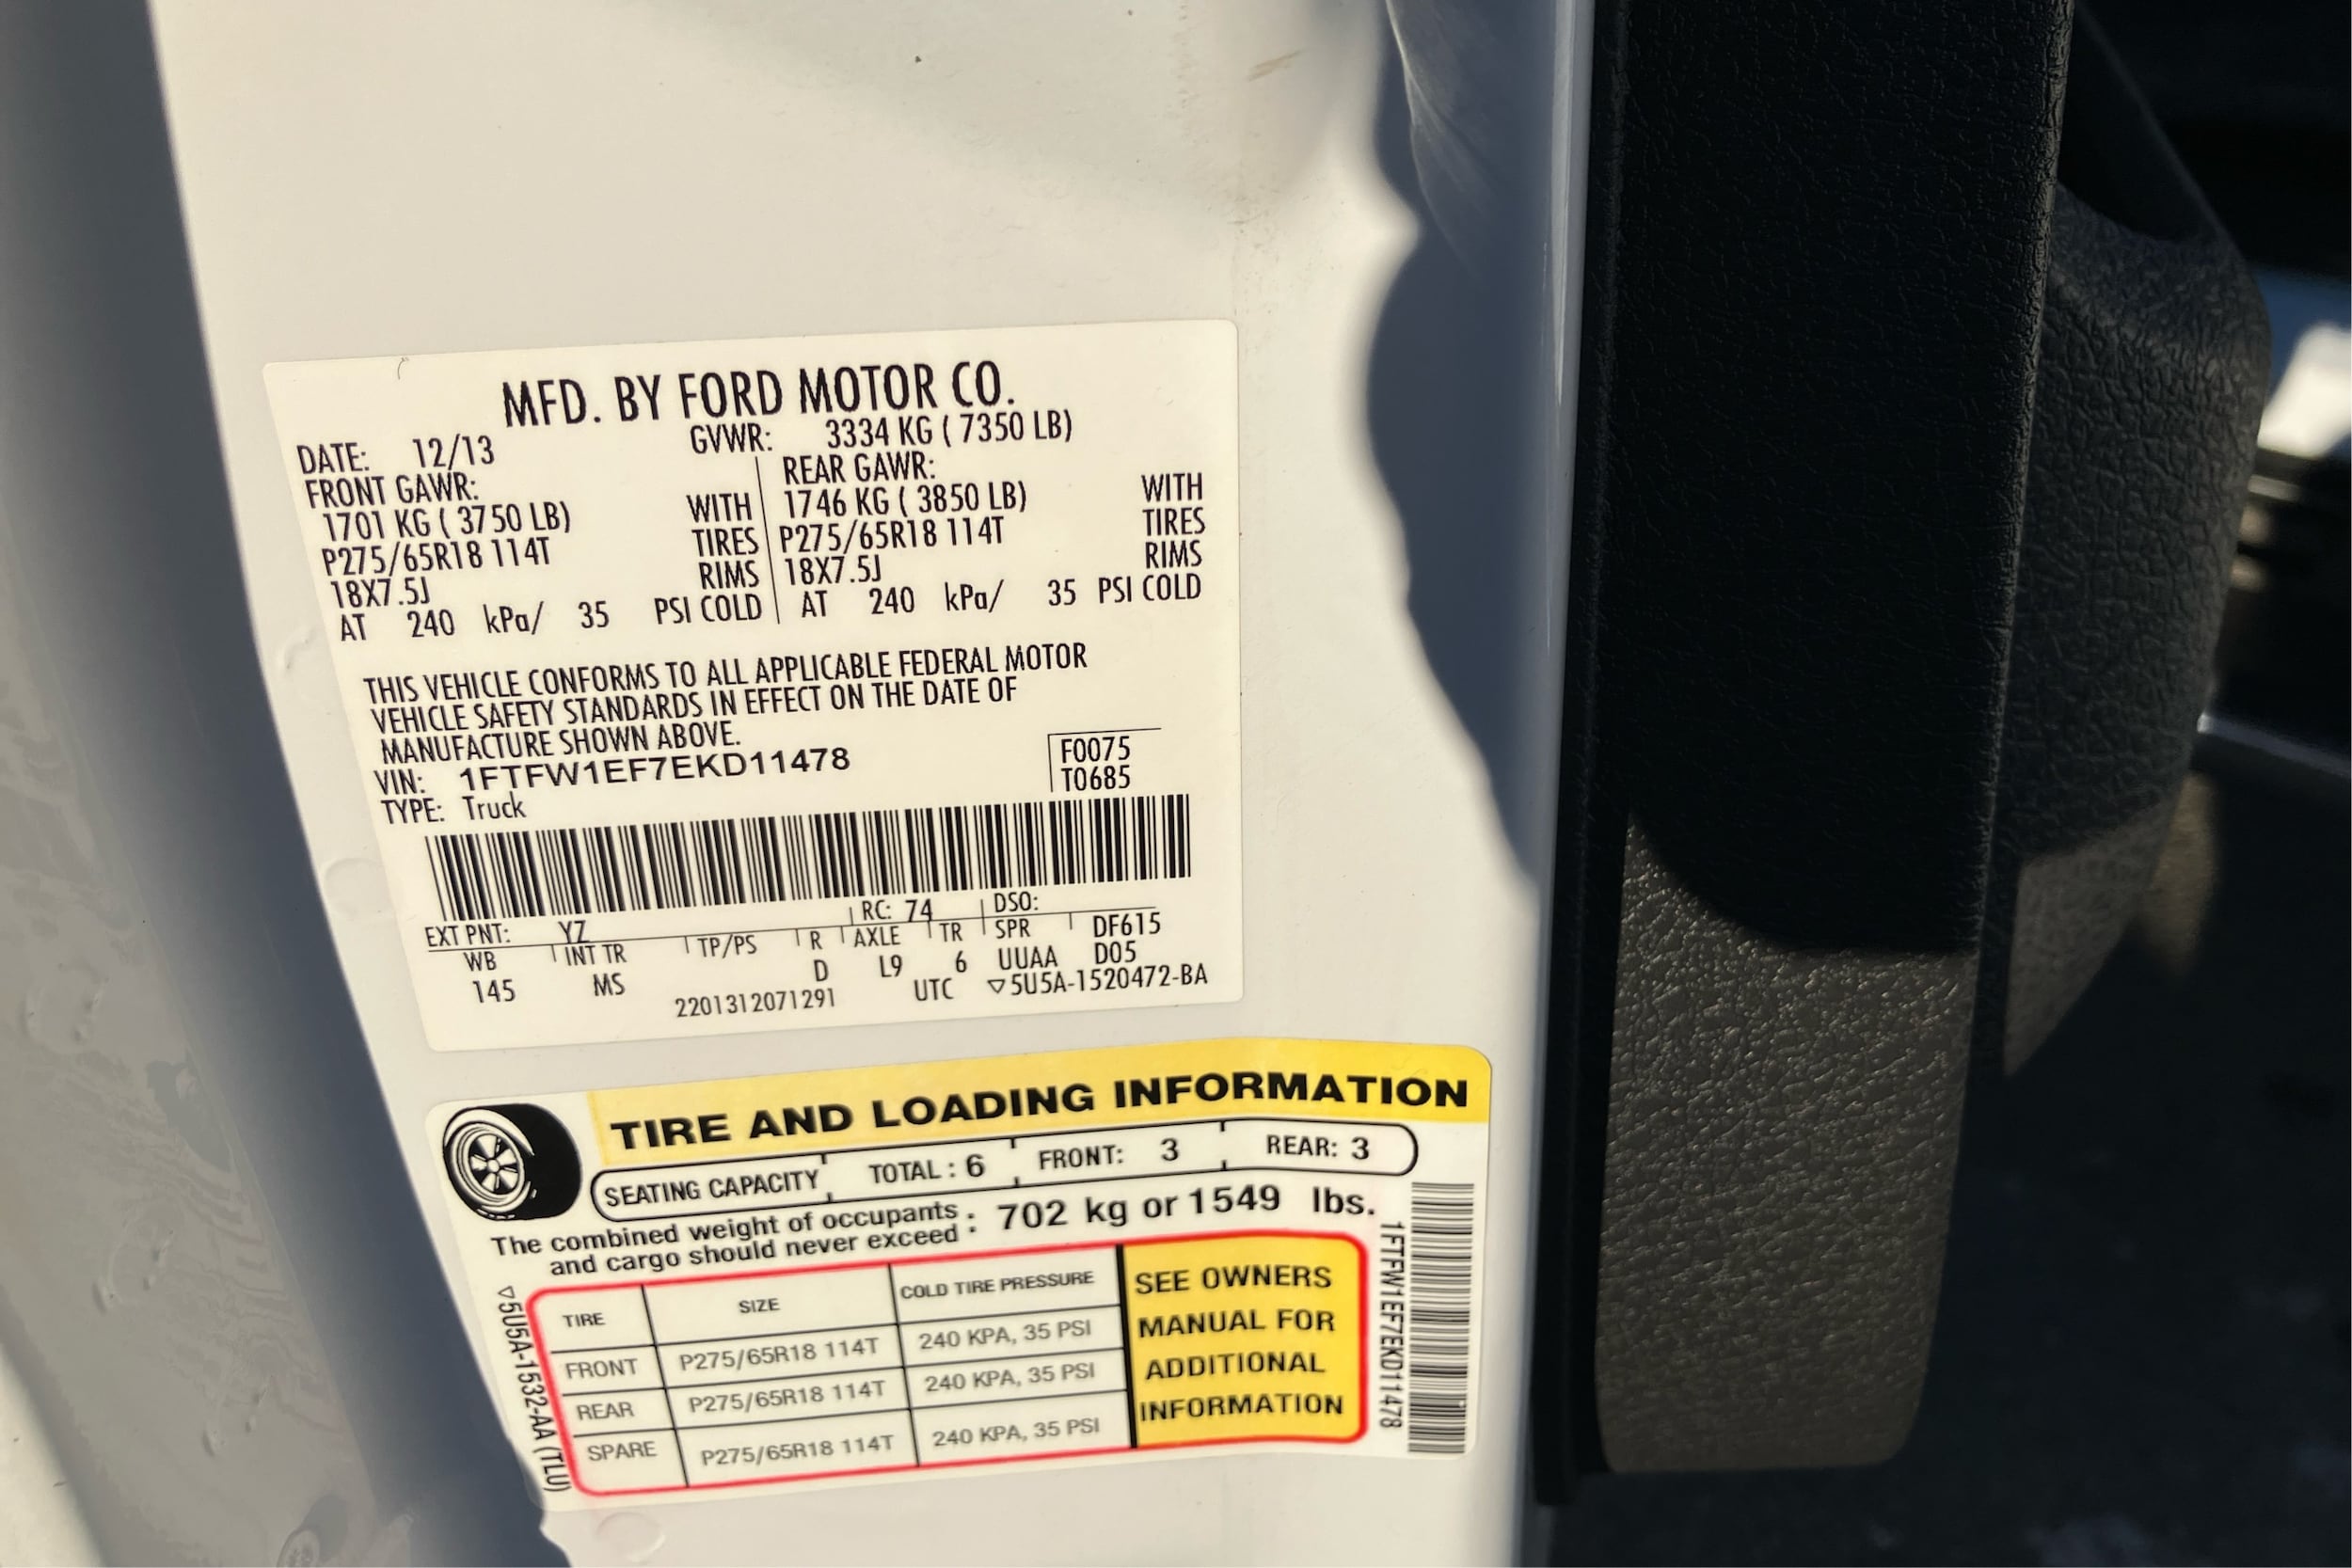 MFD. BY FORD MOTOR CO.
DATE: 12/13 GVWR: 3334 KG ( 7350 LB)
FRONT GAWR: REAR GAWR:
1701 KG ( 3750 LB) WITH 1746 KG ( 3850 LB) WITH
P275/65R18 114T TIRES P275/65R18 114T TIRES
18X7.5J RIMS 18X7.5J RIMS
AT 240 kPa/ 35 PSI COLD AT 240 kPa/ 35 PSI COLD
THIS VEHICLE CONFORMS TO ALL APPLICABLE FEDERAL MOTOR
VEHICLE SAFETY STANDARDS IN EFFECT ON THE DATE OF
MANUFACTURE SHOWN ABOVE.
VIN: 1FTFW1EF7EKD11478 F0075
TYPE: Truck T0685
RC: 74 DSO:
EXT PNT: YZ
WB INT TR TP/PS R AXLE TR SPR DF615
145 MS D L9 6 UUAA D05
2201312071291 UTC ▽5U5A-1520472-BA
TIRE AND LOADING INFORMATION
SEATING CAPACITY TOTAL : 6 FRONT: 3 REAR: 3
The combined weight of occupants : 702 kg or 1549 lbs.
and cargo should never exceed :
TIRE SIZE COLD TIRE PRESSURE
FRONT P275/65R18 114T 240 KPA, 35 PSI
REAR P275/65R18 114T 240 KPA, 35 PSI
SPARE P275/65R18 114T 240 KPA, 35 PSI
SEE OWNERS
MANUAL FOR
ADDITIONAL
INFORMATION
▽5U5A-1532-AA (TLU)
1FTFW1EF7EKD11478